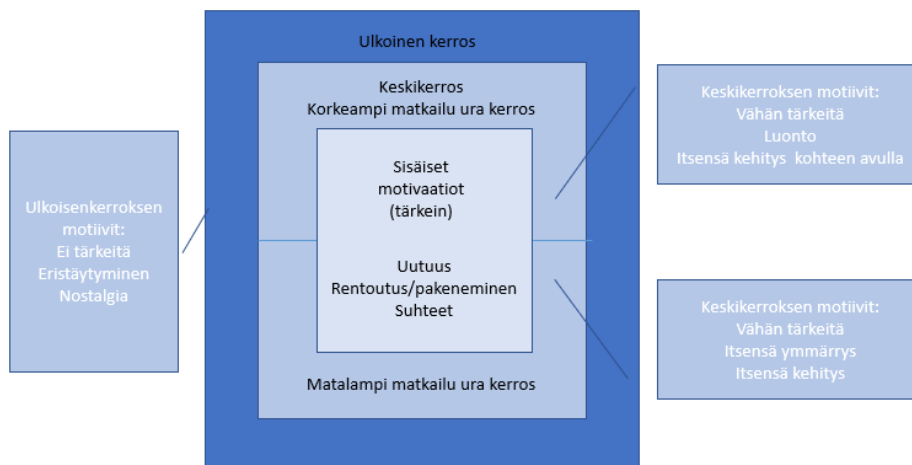 Ulkoinen kerros
Keskikerros
Korkeampi matkailu ura kerros
Sisäiset
motivaatiot
(tärkein)
Uutuus
Rentoutus/pakeneminen
Suhteet
Matalampi matkailu ura kerros
Ulkoisenkerroksen
motiivit:
Ei tärkeitä
Eristäytyminen
Nostalgia
Keskikerroksen motiivit:
Vähän tärkeitä
Luonto
Itsensä kehitys kohteen avulla
Keskikerroksen motiivit:
Vähän tärkeitä
Itsensä ymmärrys
Itsensä kehitys